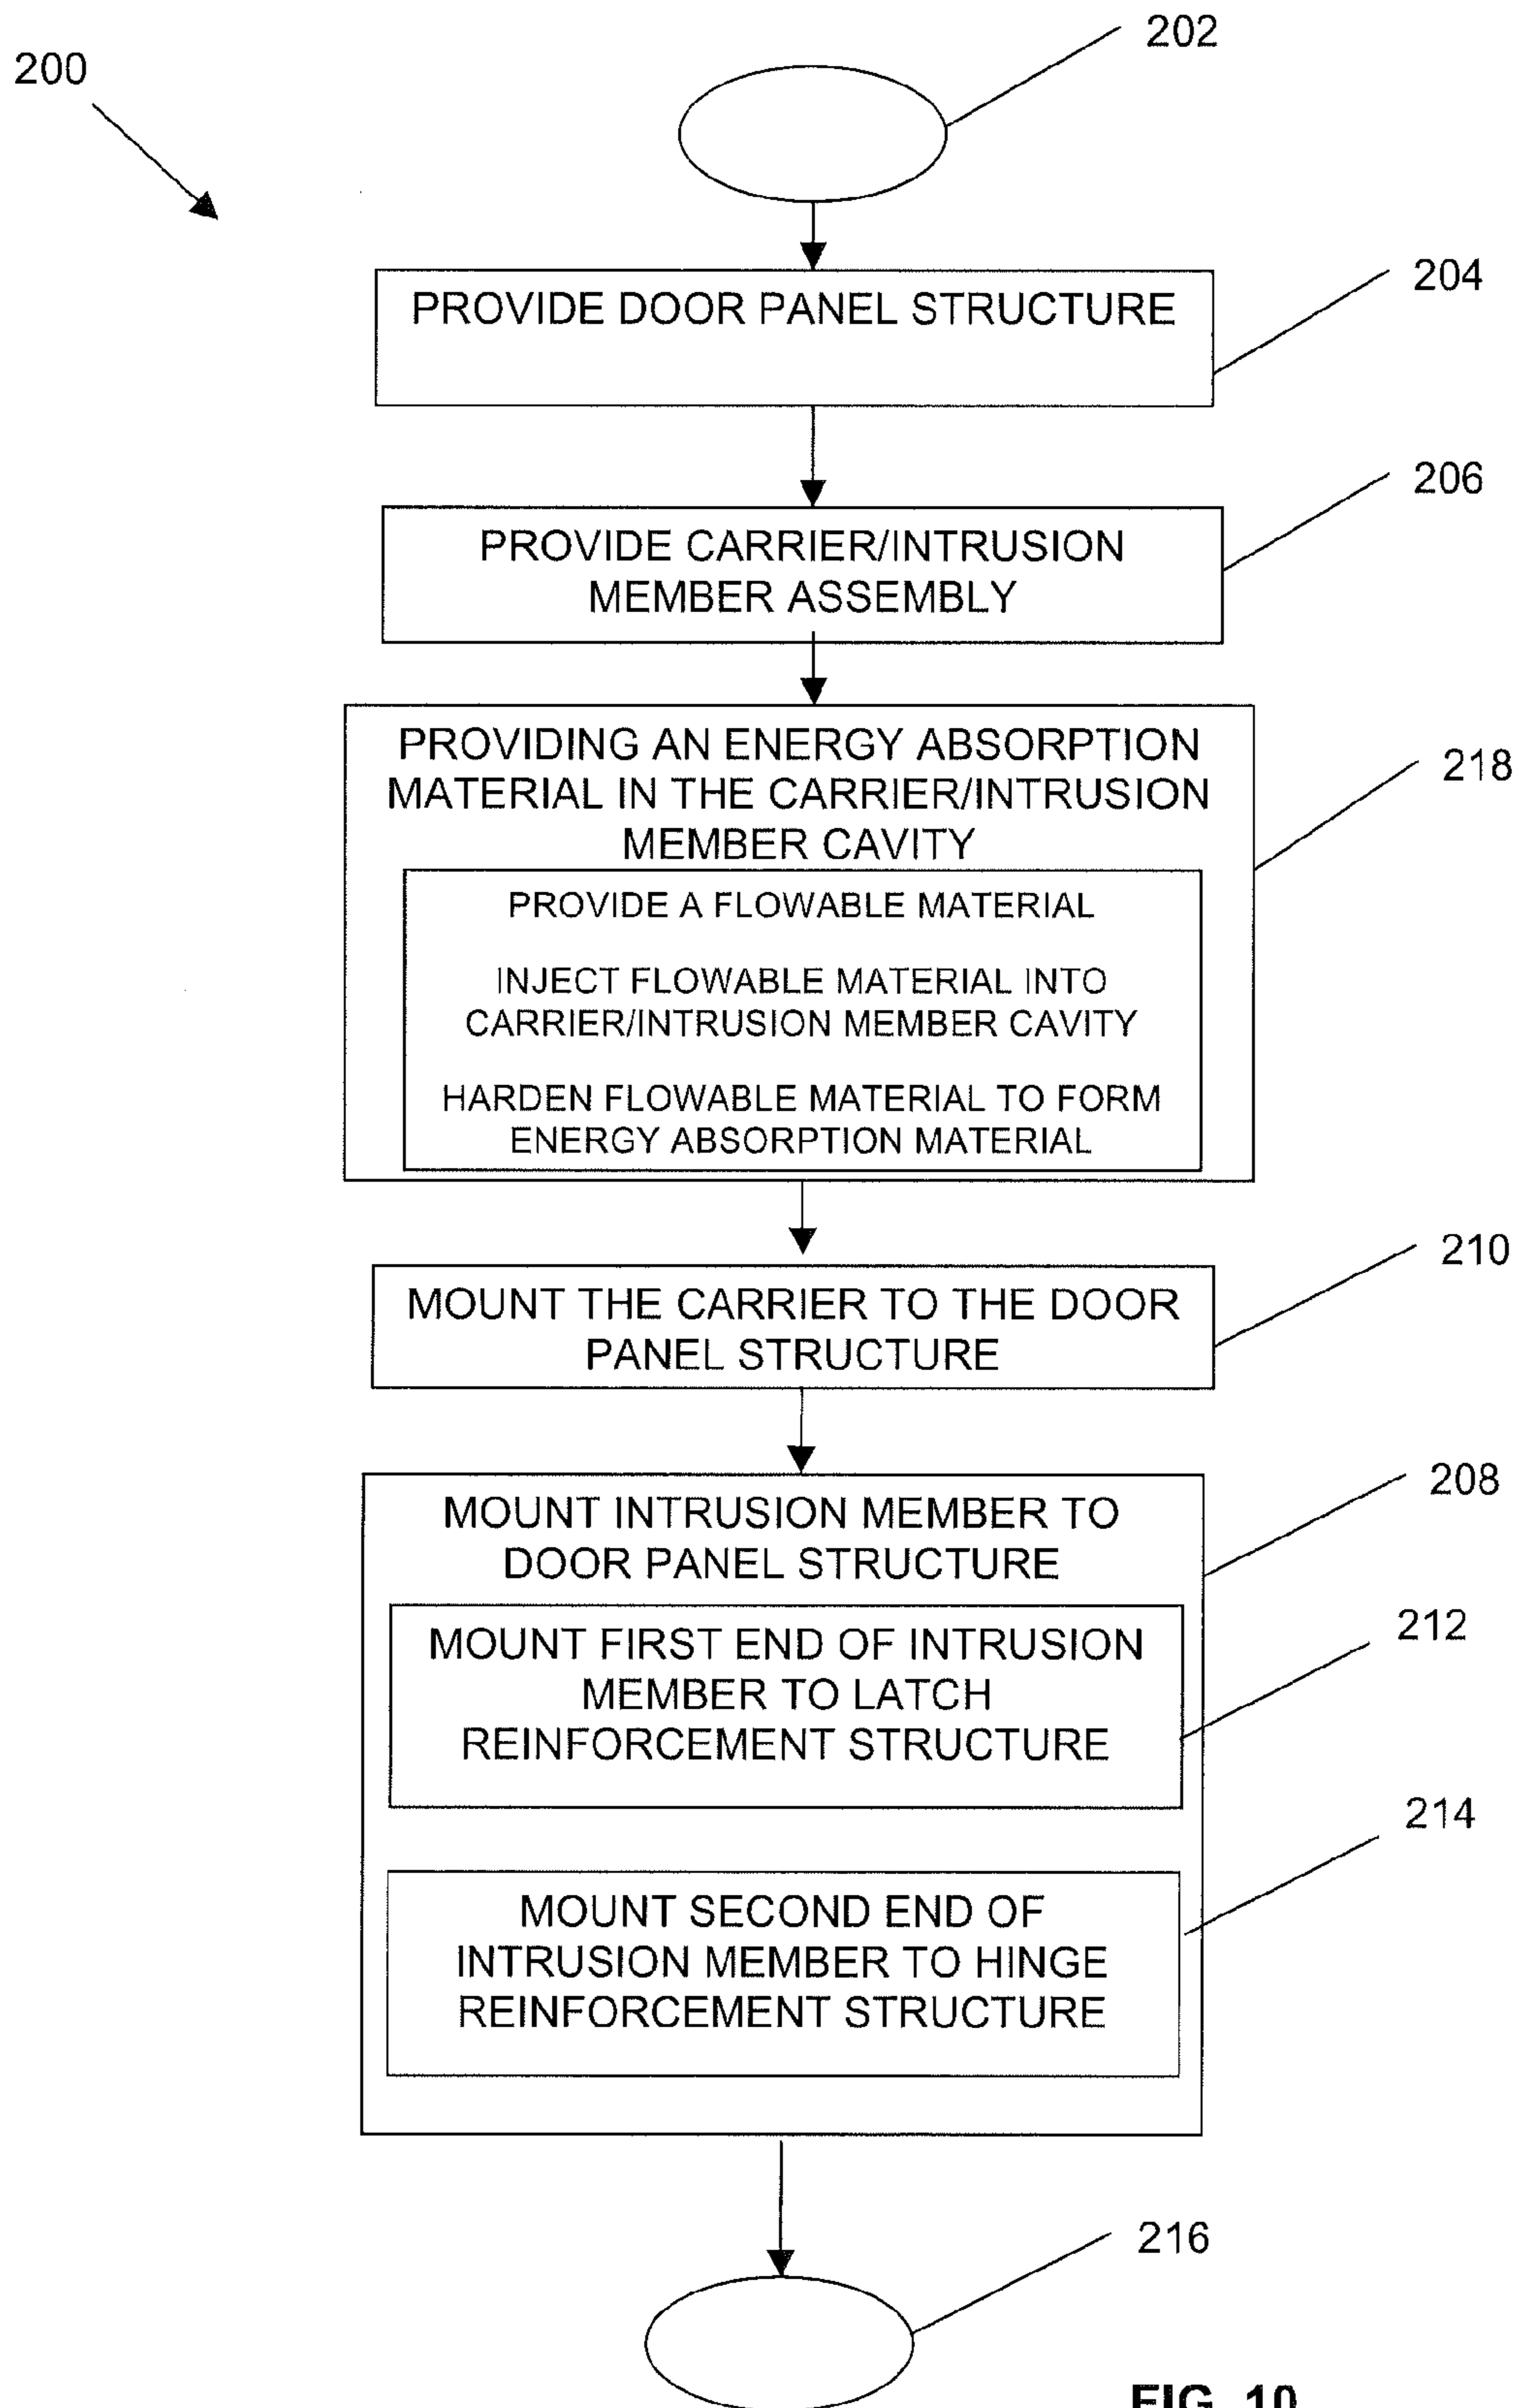 202
200
PROVIDE DOOR PANEL STRUCTURE
204
206
PROVIDE CARRIER/INTRUSION
MEMBER ASSEMBLY
PROVIDING AN ENERGY ABSORPTION
MATERIAL IN THE CARRIER/INTRUSION
MEMBER CAVITY
218
PROVIDE A FLOWABLE MATERIAL
INJECT FLOWABLE MATERIAL INTO
CARRIER/INTRUSION MEMBER CAVITY
HARDEN FLOWABLE MATERIAL TO FORM
ENERGY ABSORPTION MATERIAL
210
MOUNT THE CARRIER TO THE DOOR
PANEL STRUCTURE
208
MOUNT INTRUSION MEMBER TO
DOOR PANEL STRUCTURE
212
MOUNT FIRST END OF INTRUSION
MEMBER TO LATCH
REINFORCEMENT STRUCTURE
214
MOUNT SECOND END OF
INTRUSION MEMBER TO HINGE
REINFORCEMENT STRUCTURE
216
FIG. 10